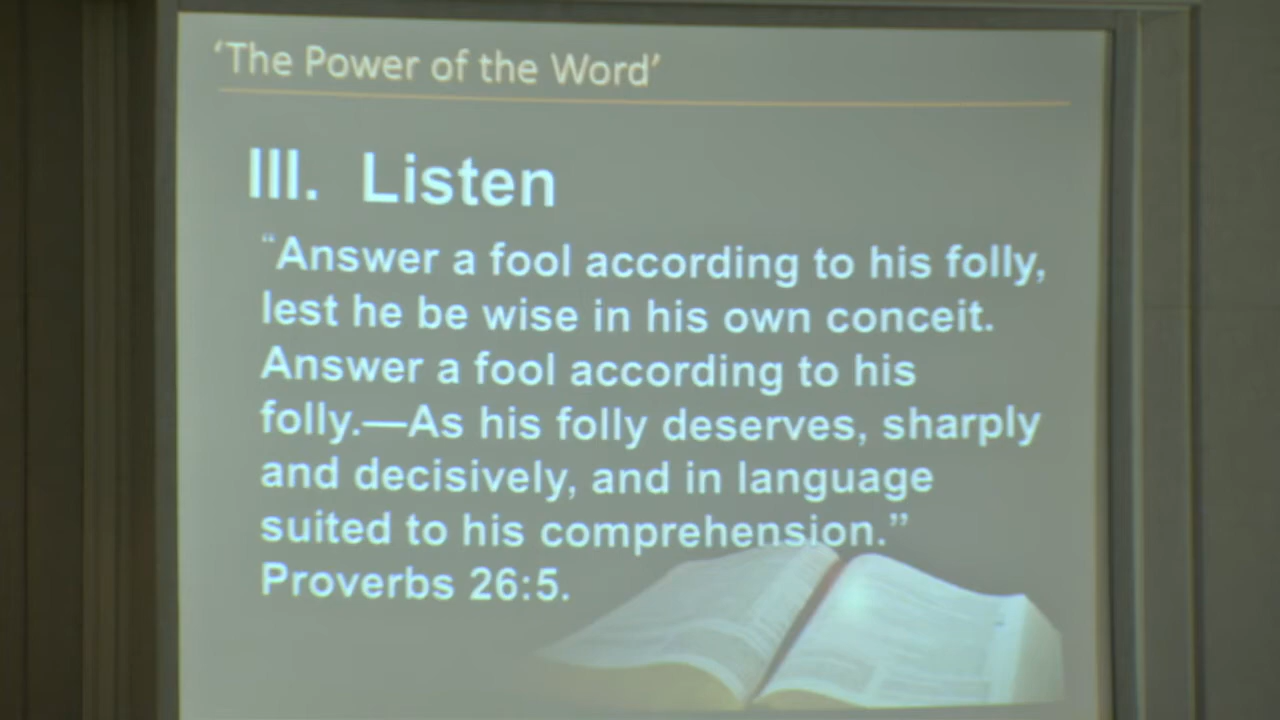 ‘The Power of the Word’
III. Listen
“Answer a fool according to his folly,
lest he be wise in his own conceit.
Answer a fool according to his
folly.—As his folly deserves, sharply
and decisively, and in language
suited to his comprehension.”
Proverbs 26:5.